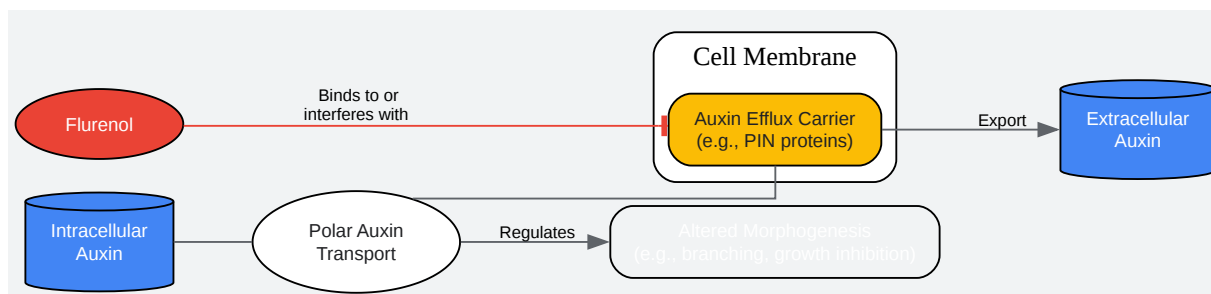 Cell Membrane
Flurenol
Binds to or
interferes with
Auxin Efflux Carrier
(e.g., PIN proteins)
Export
Extracellular
Auxin
Intracellular
Auxin
Polar Auxin
Transport
Regulates
Altered Morphogenesis
(e.g., branching, growth inhibition)